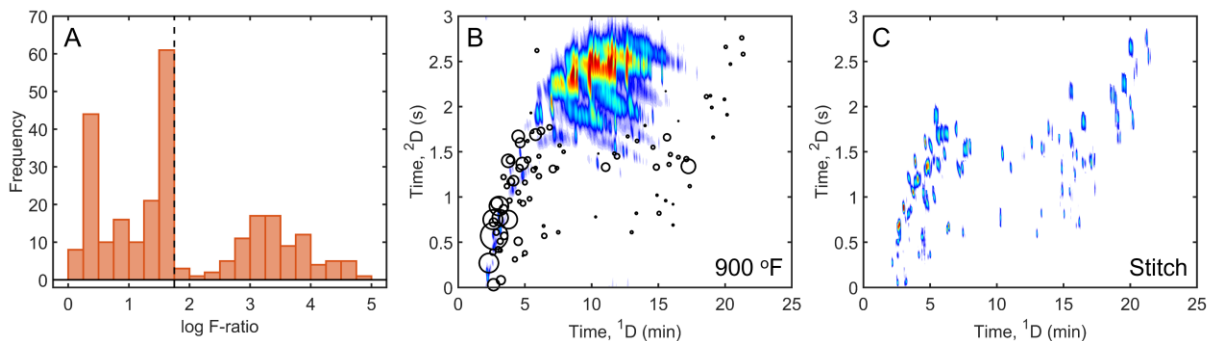 A
Frequency
70
60
50
40
30
20
10
0
0 1 2 3 4 5
log F-ratio
B
Time, ²D (s)
3
2.5
2
1.5
1
0.5
0
0 5 10 15 20 25
Time, ¹D (min)
900 °F
C
Time, ²D (s)
3
2.5
2
1.5
1
0.5
0
0 5 10 15 20 25
Time, ¹D (min)
Stitch